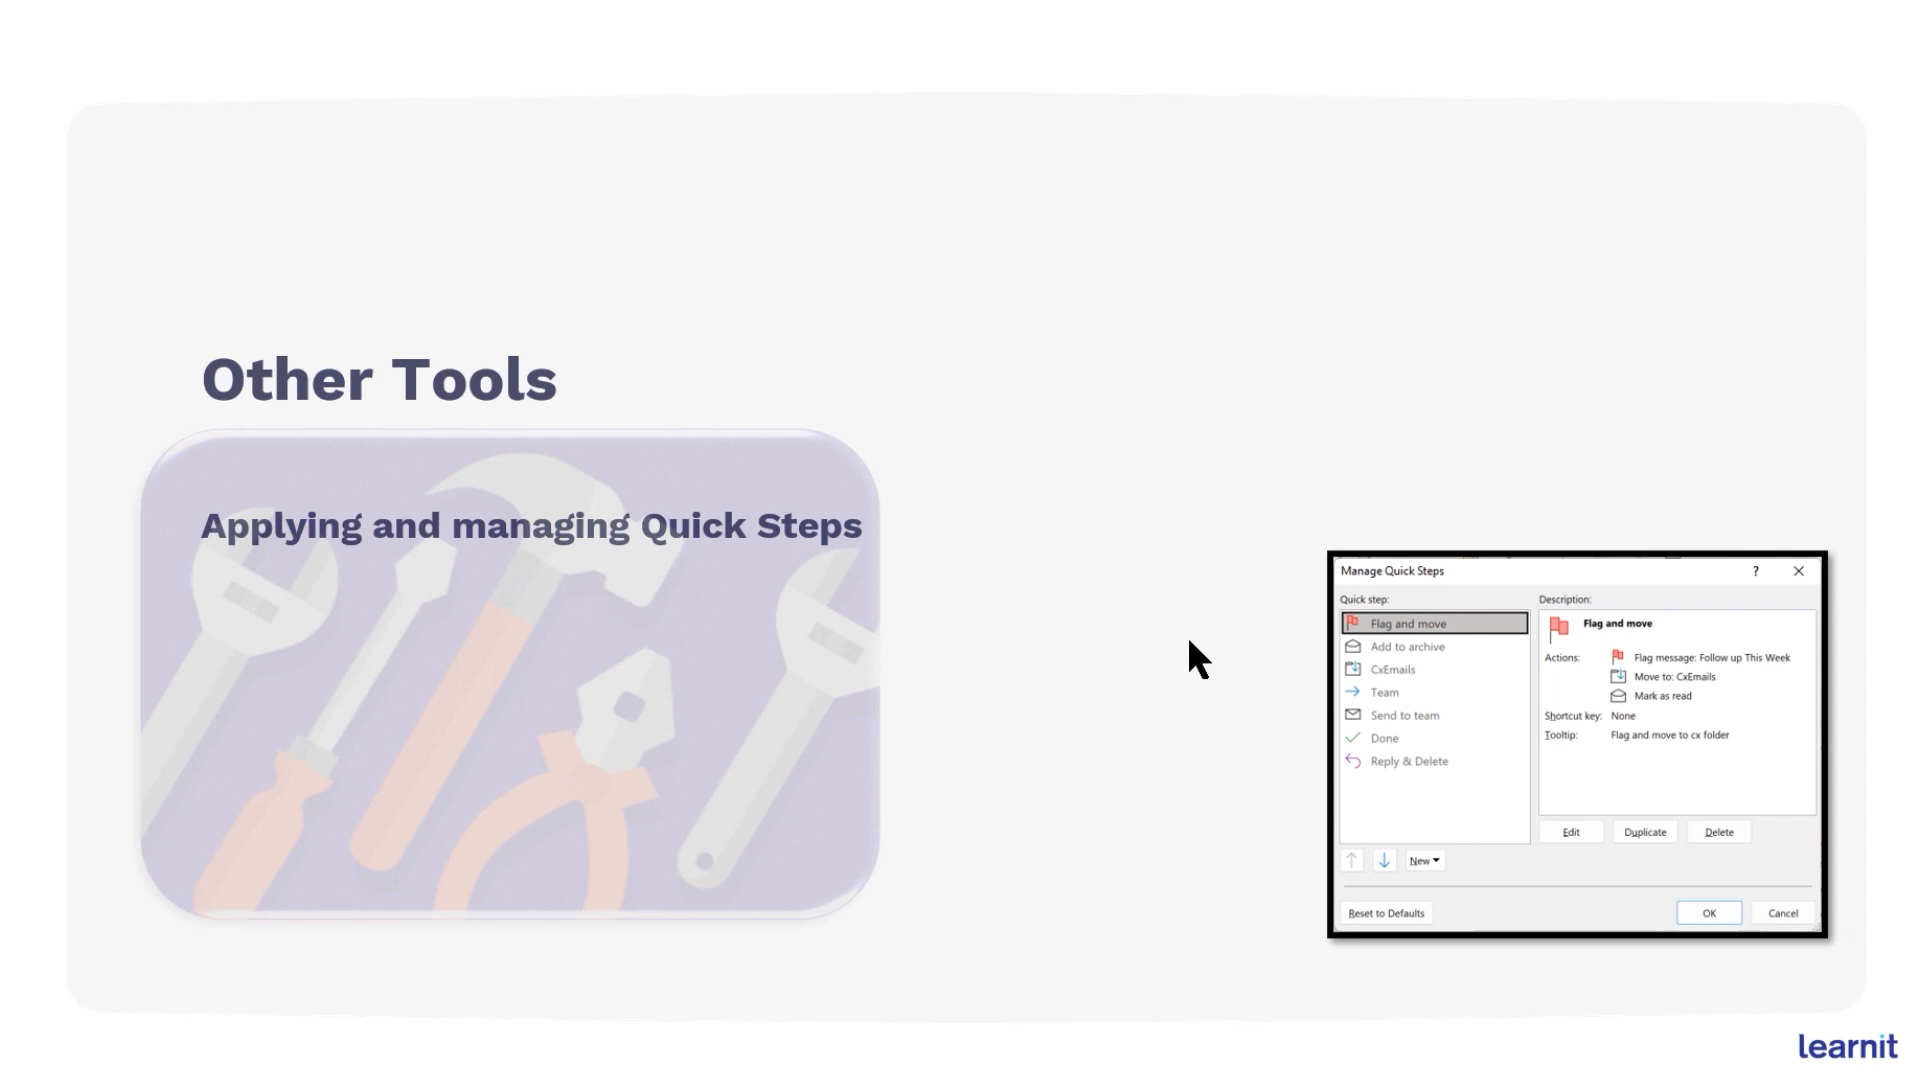 Other Tools
Applying and managing Quick Steps
Manage Quick Steps
?
Quick step:
Flag and move
Add to archive
CxEmails
Team
Send to team
Done
Reply & Delete
New
Reset to Defaults
Description:
Flag and move
Actions:
Flag message: Follow up This Week
Move to: CxEmails
Mark as read
Shortcut key: None
Tooltip: Flag and move to cx folder
Edit Duplicate Delete
OK Cancel
learnit